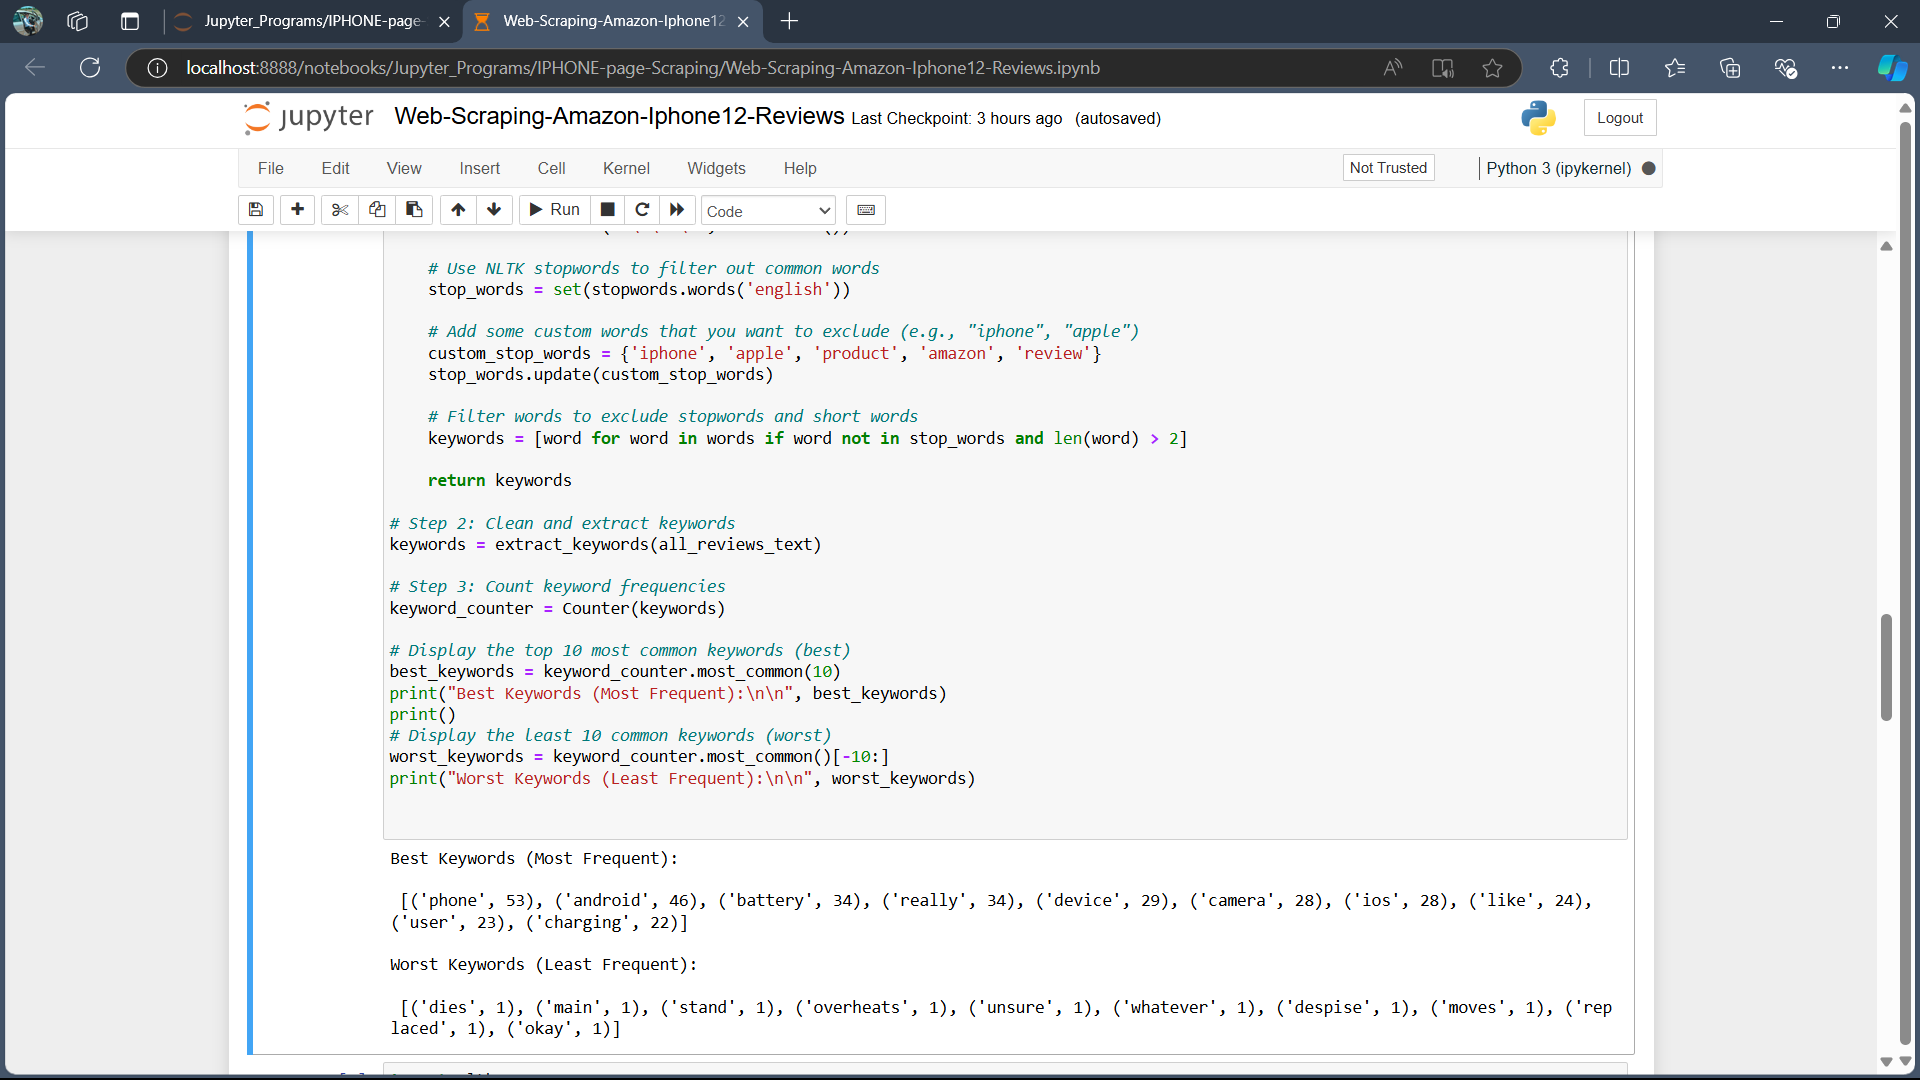 Jupyter_Programs/IPHONE-page-
Web-Scraping-Amazon-Iphone12
localhost:8888/notebooks/Jupyter_Programs/IPHONE-page-Scraping/Web-Scraping-Amazon-Iphone12-Reviews.ipynb
jupyter Web-Scraping-Amazon-Iphone12-Reviews Last Checkpoint: 3 hours ago (autosaved)
Logout
File Edit View Insert Cell Kernel Widgets Help
Not Trusted
Python 3 (ipykernel)
Run
Code
# Use NLTK stopwords to filter out common words
stop_words = set(stopwords.words('english'))
# Add some custom words that you want to exclude (e.g., "iphone", "apple")
custom_stop_words = {'iphone', 'apple', 'product', 'amazon', 'review'}
stop_words.update(custom_stop_words)
# Filter words to exclude stopwords and short words
keywords = [word for word in words if word not in stop_words and len(word) > 2]
return keywords
# Step 2: Clean and extract keywords
keywords = extract_keywords(all_reviews_text)
# Step 3: Count keyword frequencies
keyword_counter = Counter(keywords)
# Display the top 10 most common keywords (best)
best_keywords = keyword_counter.most_common(10)
print("Best Keywords (Most Frequent):\n\n", best_keywords)
print()
# Display the least 10 common keywords (worst)
worst_keywords = keyword_counter.most_common()[-10:]
print("Worst Keywords (Least Frequent):\n\n", worst_keywords)
Best Keywords (Most Frequent):
[('phone', 53), ('android', 46), ('battery', 34), ('really', 34), ('device', 29), ('camera', 28), ('ios', 28), ('like', 24),
('user', 23), ('charging', 22)]
Worst Keywords (Least Frequent):
[('dies', 1), ('main', 1), ('stand', 1), ('overheats', 1), ('unsure', 1), ('whatever', 1), ('despise', 1), ('moves', 1), ('rep
laced', 1), ('okay', 1)]